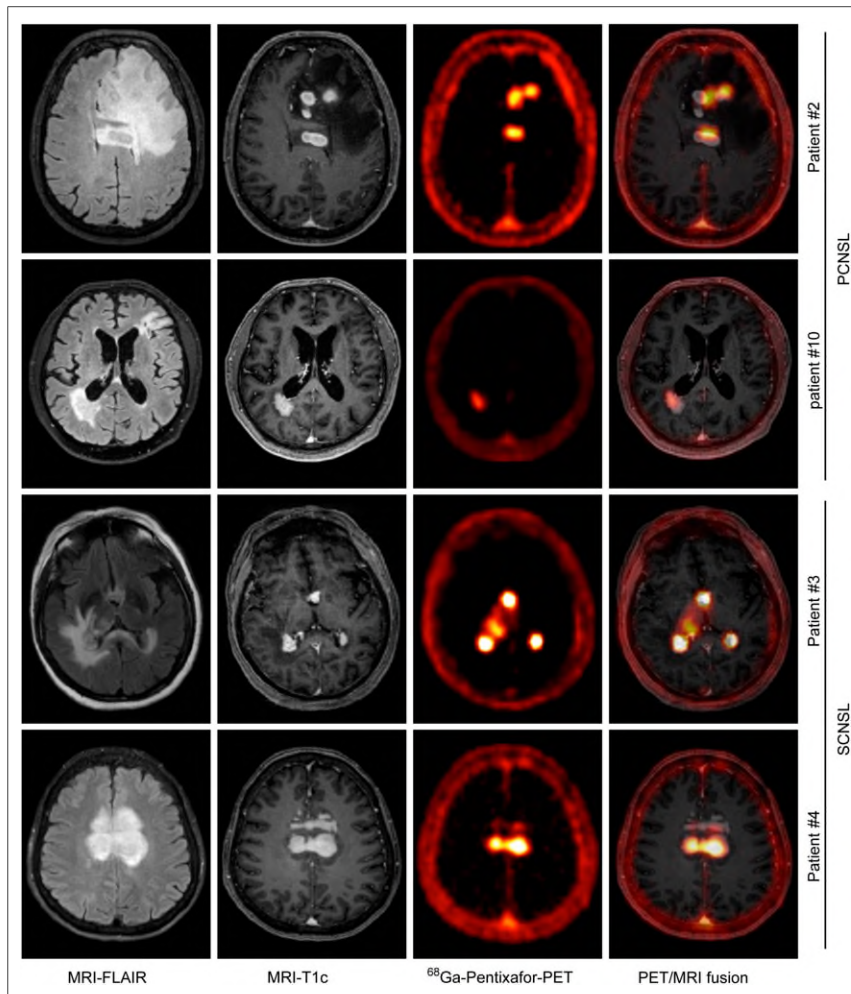 Patient #2
patient #10
PCNSL
Patient #3
Patient #4
SCNSL
MRI-FLAIR
MRI-T1c
⁶⁸Ga-Pentixafor-PET
PET/MRI fusion